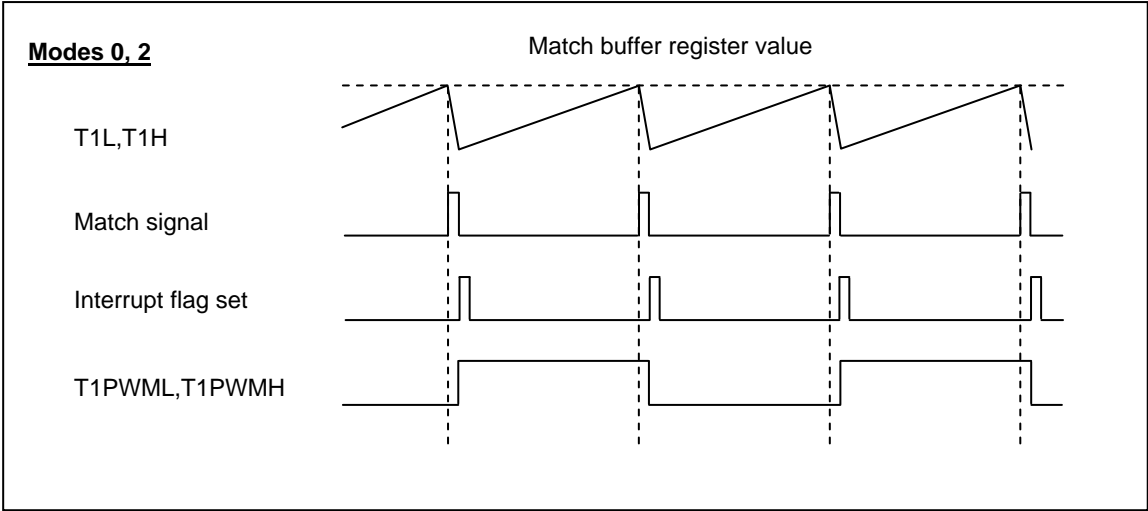 Modes 0, 2
Match buffer register value
T1L,T1H
Match signal
Interrupt flag set
T1PWML,T1PWMH